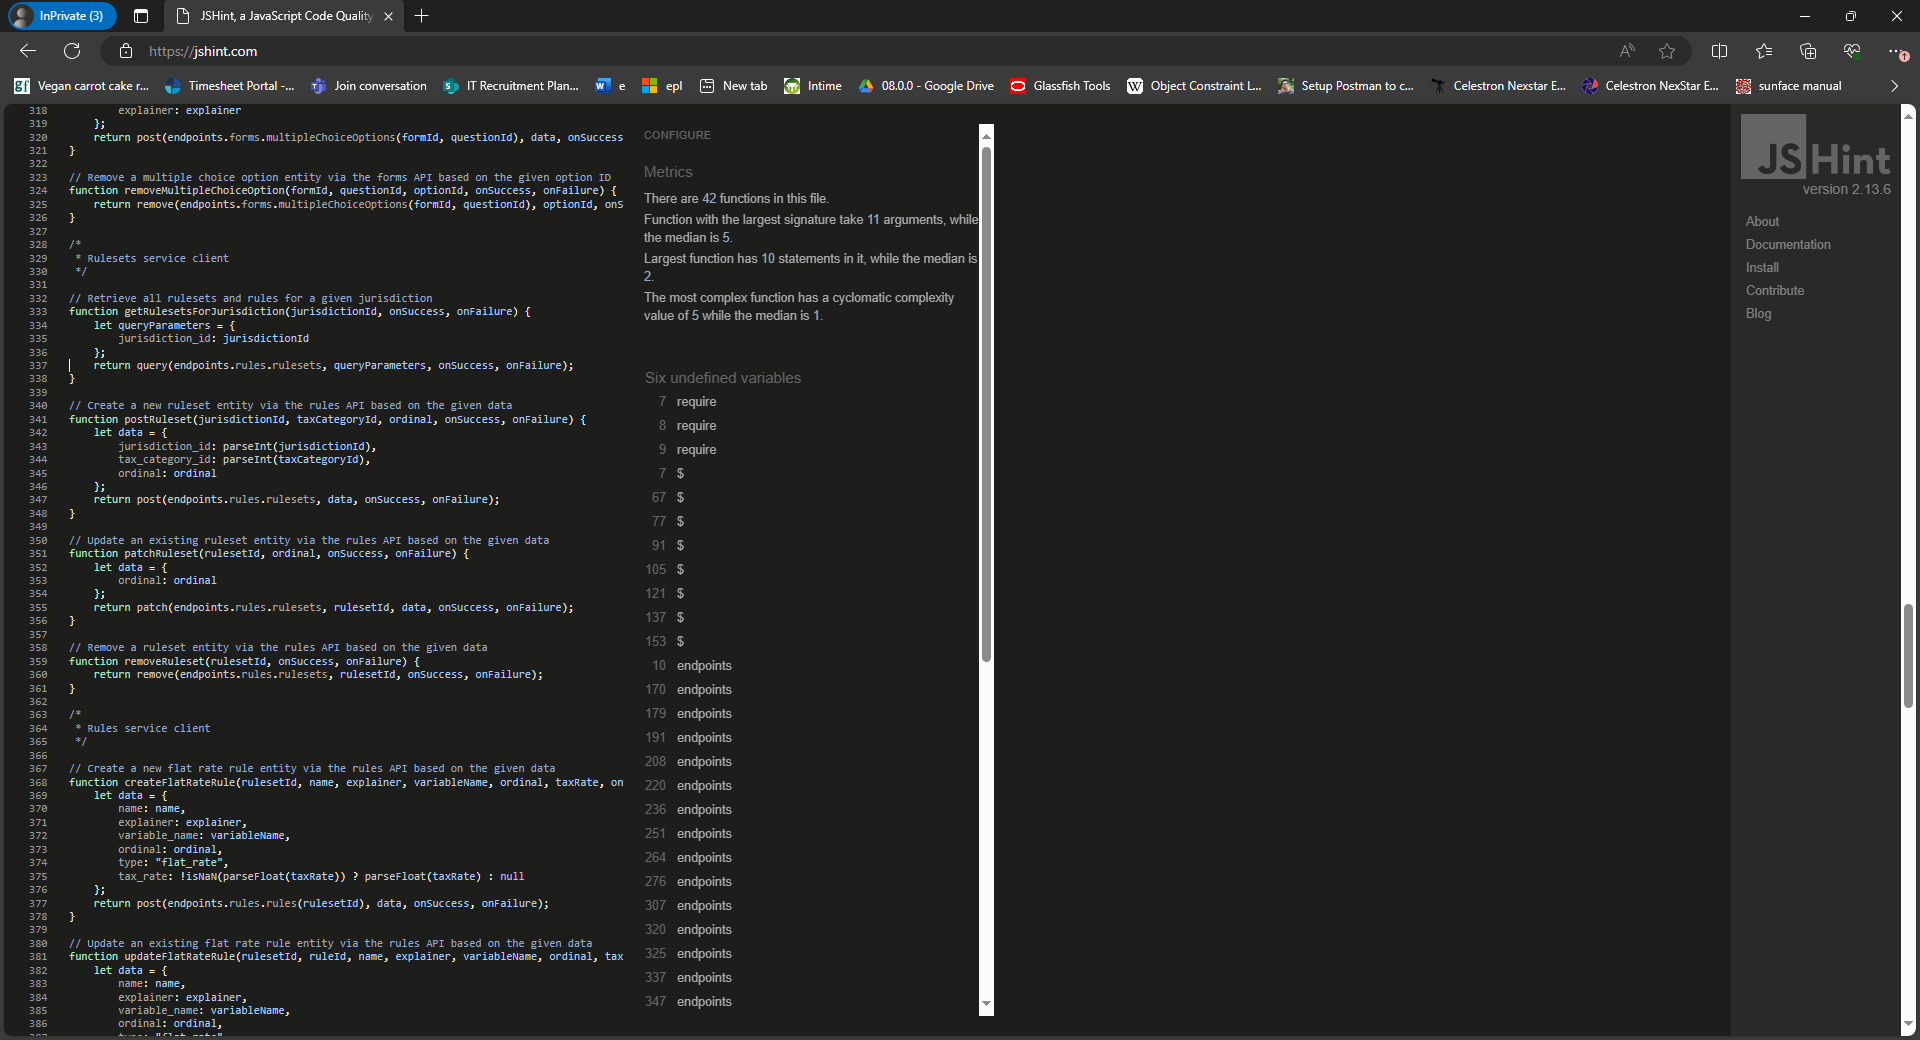 InPrivate (3)
JSHint, a JavaScript Code Quality
https://jshint.com
Vegan carrot cake r...
Timesheet Portal -...
Join conversation
IT Recruitment Plan...
e
epl
New tab
Intime
08.0.0 - Google Drive
Glassfish Tools
Object Constraint L...
Setup Postman to c...
Celestron Nexstar E...
Celestron NexStar E...
sunface manual
318 explainer: explainer
319 };
320 return post(endpoints.forms.multipleChoiceOptions(formId, questionId), data, onSuccess
321 }
322
323 // Remove a multiple choice option entity via the forms API based on the given option ID
324 function removeMultipleChoiceOption(formId, questionId, optionId, onSuccess, onFailure) {
325 return remove(endpoints.forms.multipleChoiceOptions(formId, questionId), optionId, onS
326 }
327
328 /*
329 * Rulesets service client
330 */
331
332 // Retrieve all rulesets and rules for a given jurisdiction
333 function getRulesetsForJurisdiction(jurisdictionId, onSuccess, onFailure) {
334 let queryParameters = {
335 jurisdiction_id: jurisdictionId
336 };
337 return query(endpoints.rules.rulesets, queryParameters, onSuccess, onFailure);
338 }
339
340 // Create a new ruleset entity via the rules API based on the given data
341 function postRuleset(jurisdictionId, taxCategoryId, ordinal, onSuccess, onFailure) {
342 let data = {
343 jurisdiction_id: parseInt(jurisdictionId),
344 tax_category_id: parseInt(taxCategoryId),
345 ordinal: ordinal
346 };
347 return post(endpoints.rules.rulesets, data, onSuccess, onFailure);
348 }
349
350 // Update an existing ruleset entity via the rules API based on the given data
351 function patchRuleset(rulesetId, ordinal, onSuccess, onFailure) {
352 let data = {
353 ordinal: ordinal
354 };
355 return patch(endpoints.rules.rulesets, rulesetId, data, onSuccess, onFailure);
356 }
357
358 // Remove a ruleset entity via the rules API based on the given data
359 function removeRuleset(rulesetId, onSuccess, onFailure) {
360 return remove(endpoints.rules.rulesets, rulesetId, onSuccess, onFailure);
361 }
362
363 /*
364 * Rules service client
365 */
366
367 // Create a new flat rate rule entity via the rules API based on the given data
368 function createFlatRateRule(rulesetId, name, explainer, variableName, ordinal, taxRate, on
369 let data = {
370 name: name,
371 explainer: explainer,
372 variable_name: variableName,
373 ordinal: ordinal,
374 type: "flat_rate",
375 tax_rate: !isNaN(parseFloat(taxRate)) ? parseFloat(taxRate) : null
376 };
377 return post(endpoints.rules.rules(rulesetId), data, onSuccess, onFailure);
378 }
379
380 // Update an existing flat rate rule entity via the rules API based on the given data
381 function updateFlatRateRule(rulesetId, ruleId, name, explainer, variableName, ordinal, tax
382 let data = {
383 name: name,
384 explainer: explainer,
385 variable_name: variableName,
386 ordinal: ordinal,
CONFIGURE
Metrics
There are 42 functions in this file.
Function with the largest signature take 11 arguments, while
the median is 5.
Largest function has 10 statements in it, while the median is
2.
The most complex function has a cyclomatic complexity
value of 5 while the median is 1.
Six undefined variables
7 require
8 require
9 require
7 $
67 $
77 $
91 $
105 $
121 $
137 $
153 $
10 endpoints
170 endpoints
179 endpoints
191 endpoints
208 endpoints
220 endpoints
236 endpoints
251 endpoints
264 endpoints
276 endpoints
307 endpoints
320 endpoints
325 endpoints
337 endpoints
347 endpoints
JSHint
version 2.13.6
About
Documentation
Install
Contribute
Blog